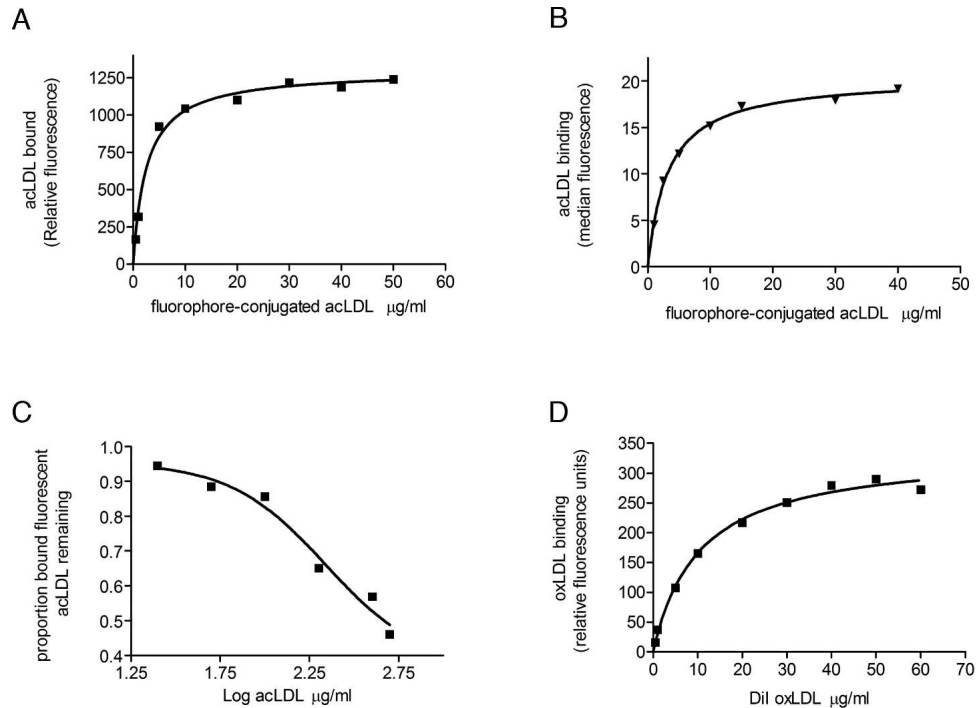 A
acLDL bound
(Relative fluorescence)
1250
1000
750
500
250
0
0 10 20 30 40 50 60
fluorophore-conjugated acLDL μg/ml
B
acLDL binding
(median fluorescence)
20
15
10
5
0
0 10 20 30 40 50
fluorophore-conjugated acLDL μg/ml
C
proportion bound fluorescent
acLDL remaining
1.0
0.9
0.8
0.7
0.6
0.5
0.4
1.25 1.75 2.25 2.75
Log acLDL μg/ml
D
oxLDL binding
(relative fluorescence units)
350
300
250
200
150
100
50
0
0 10 20 30 40 50 60 70
Dil oxLDL μg/ml